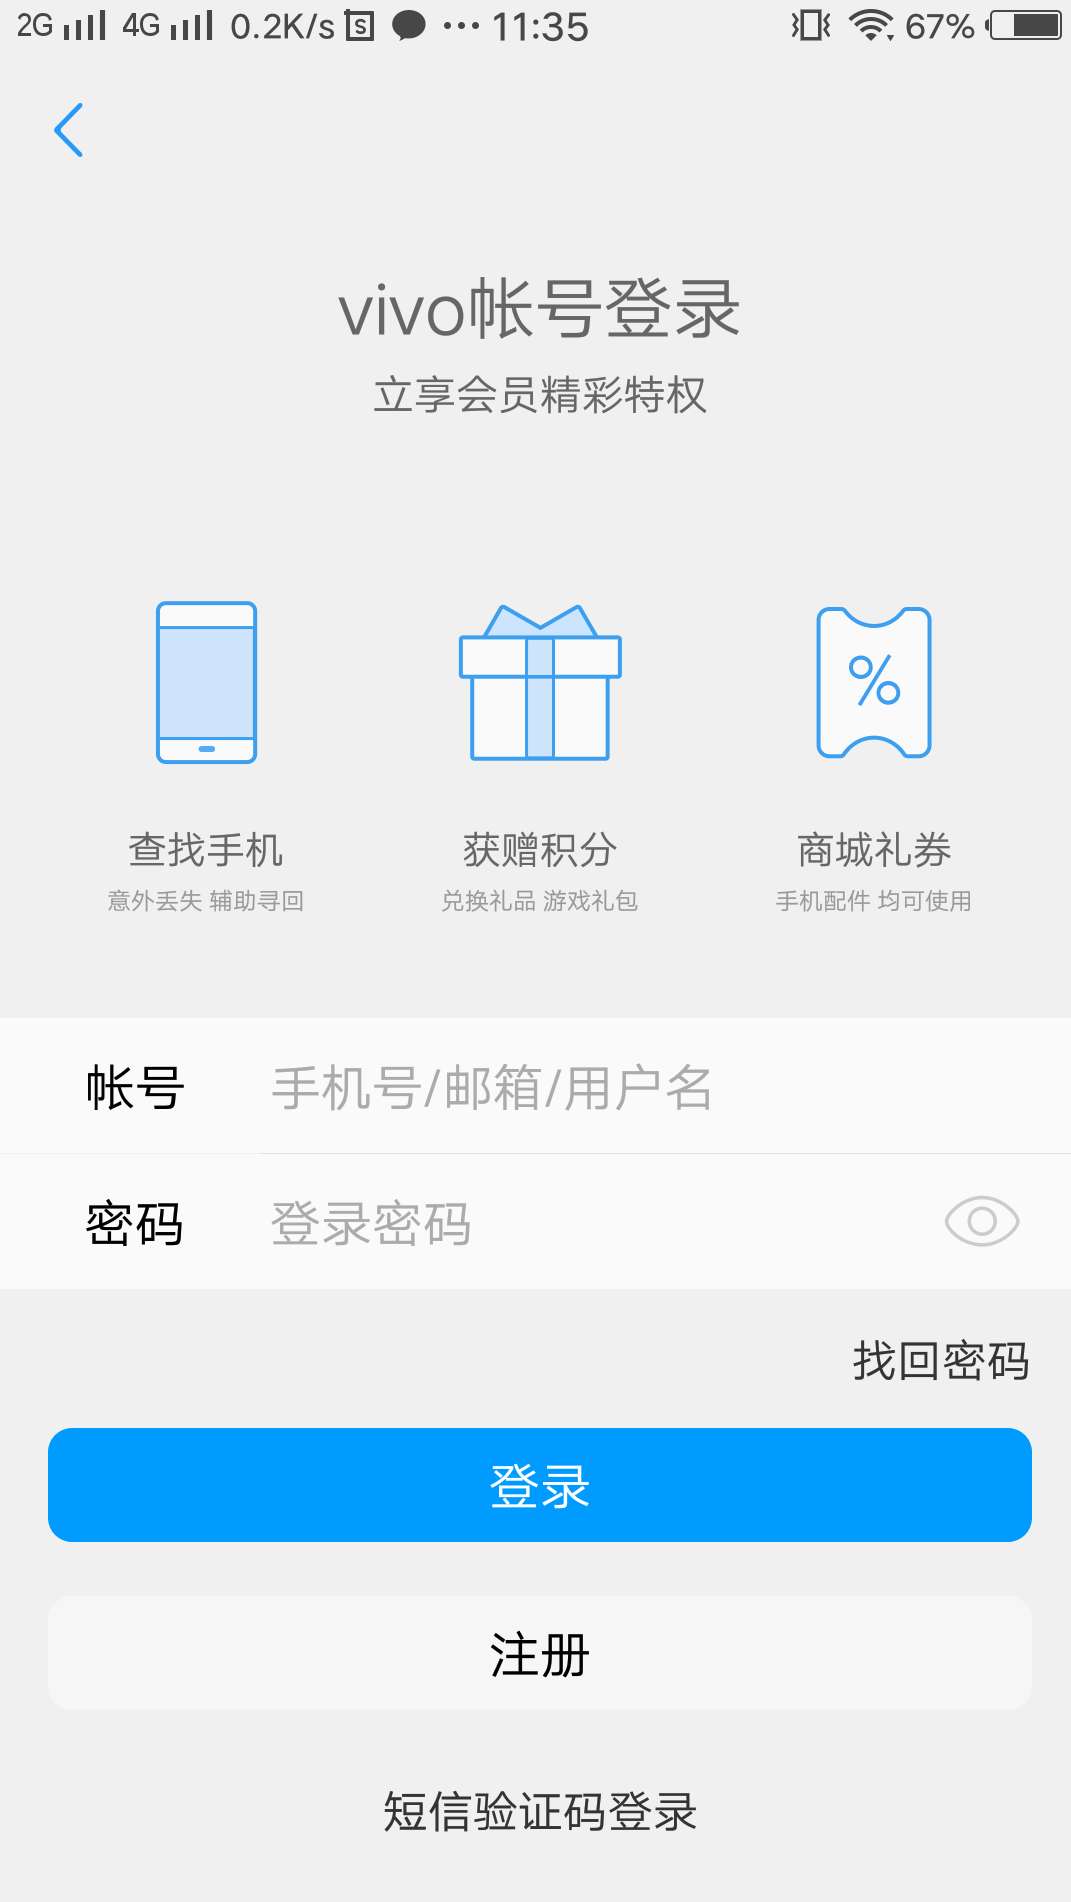 2G 4G 0.2K/s S ··· 11:35 67%
vivo帐号登录
立享会员精彩特权
%
查找手机 获赠积分 商城礼券
意外丢失 辅助寻回 兑换礼品 游戏礼包 手机配件 均可使用
帐号 手机号/邮箱/用户名
密码 登录密码
找回密码
登录
注册
短信验证码登录